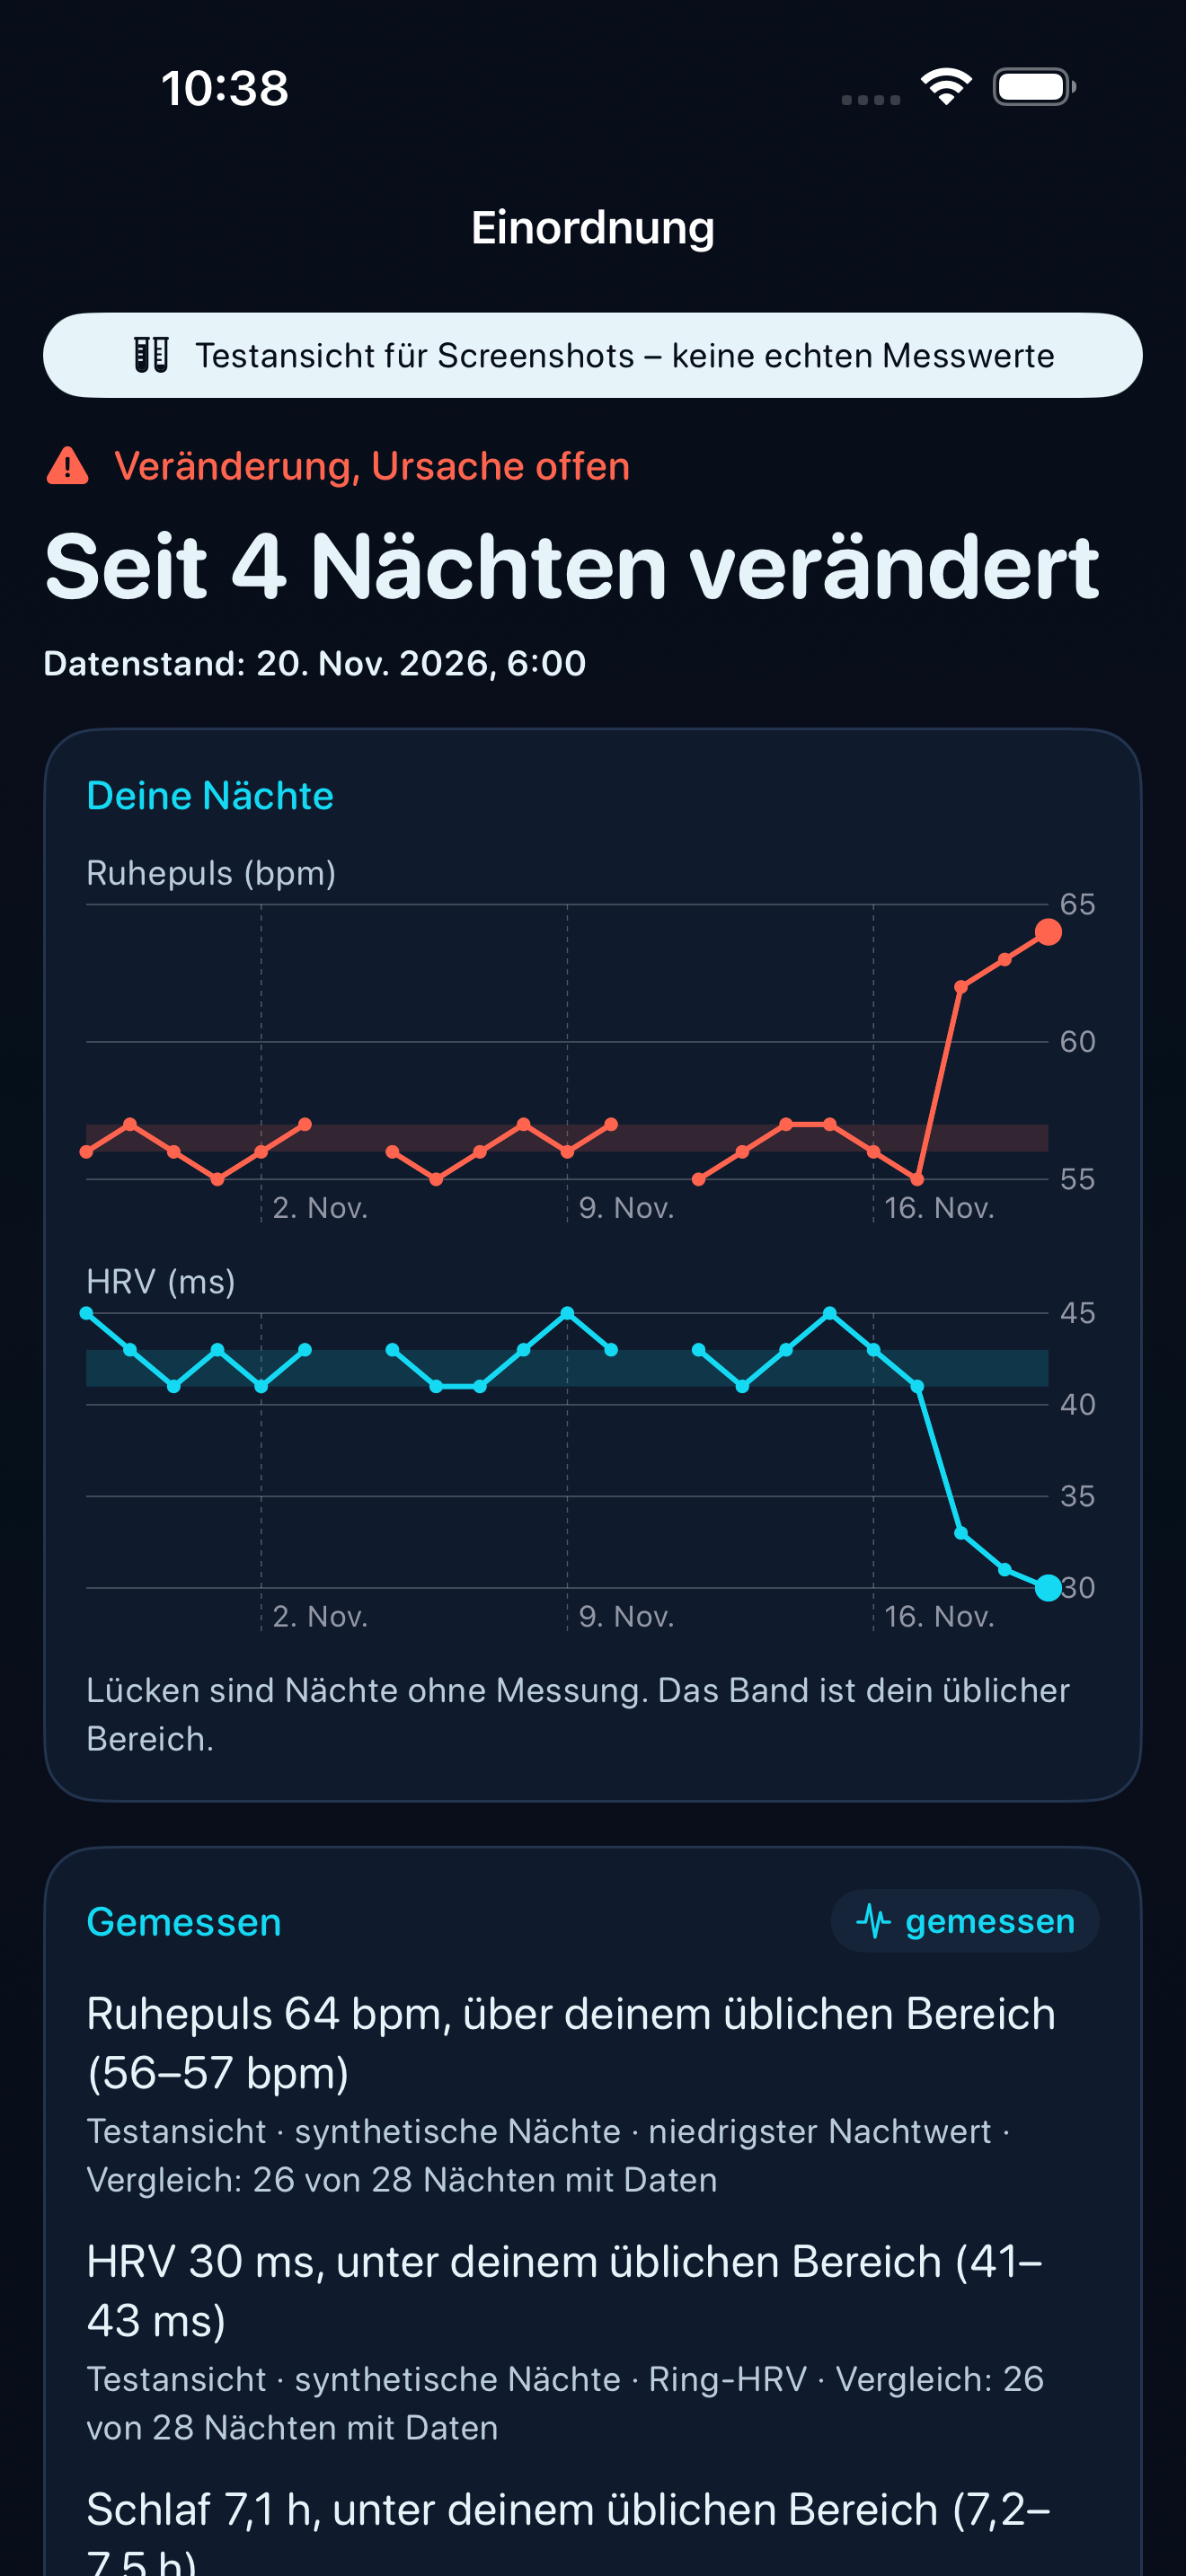 10:38
Einordnung
Testansicht für Screenshots – keine echten Messwerte
Veränderung, Ursache offen
Seit 4 Nächten verändert
Datenstand: 20. Nov. 2026, 6:00
Deine Nächte
Ruhepuls (bpm)
65
60
55
2. Nov.
9. Nov.
16. Nov.
HRV (ms)
45
40
35
30
2. Nov.
9. Nov.
16. Nov.
Lücken sind Nächte ohne Messung. Das Band ist dein üblicher
Bereich.
Gemessen
gemessen
Ruhepuls 64 bpm, über deinem üblichen Bereich
(56–57 bpm)
Testansicht · synthetische Nächte · niedrigster Nachtwert ·
Vergleich: 26 von 28 Nächten mit Daten
HRV 30 ms, unter deinem üblichen Bereich (41–
43 ms)
Testansicht · synthetische Nächte · Ring-HRV · Vergleich: 26
von 28 Nächten mit Daten
Schlaf 7,1 h, unter deinem üblichen Bereich (7,2–
7,5 h)